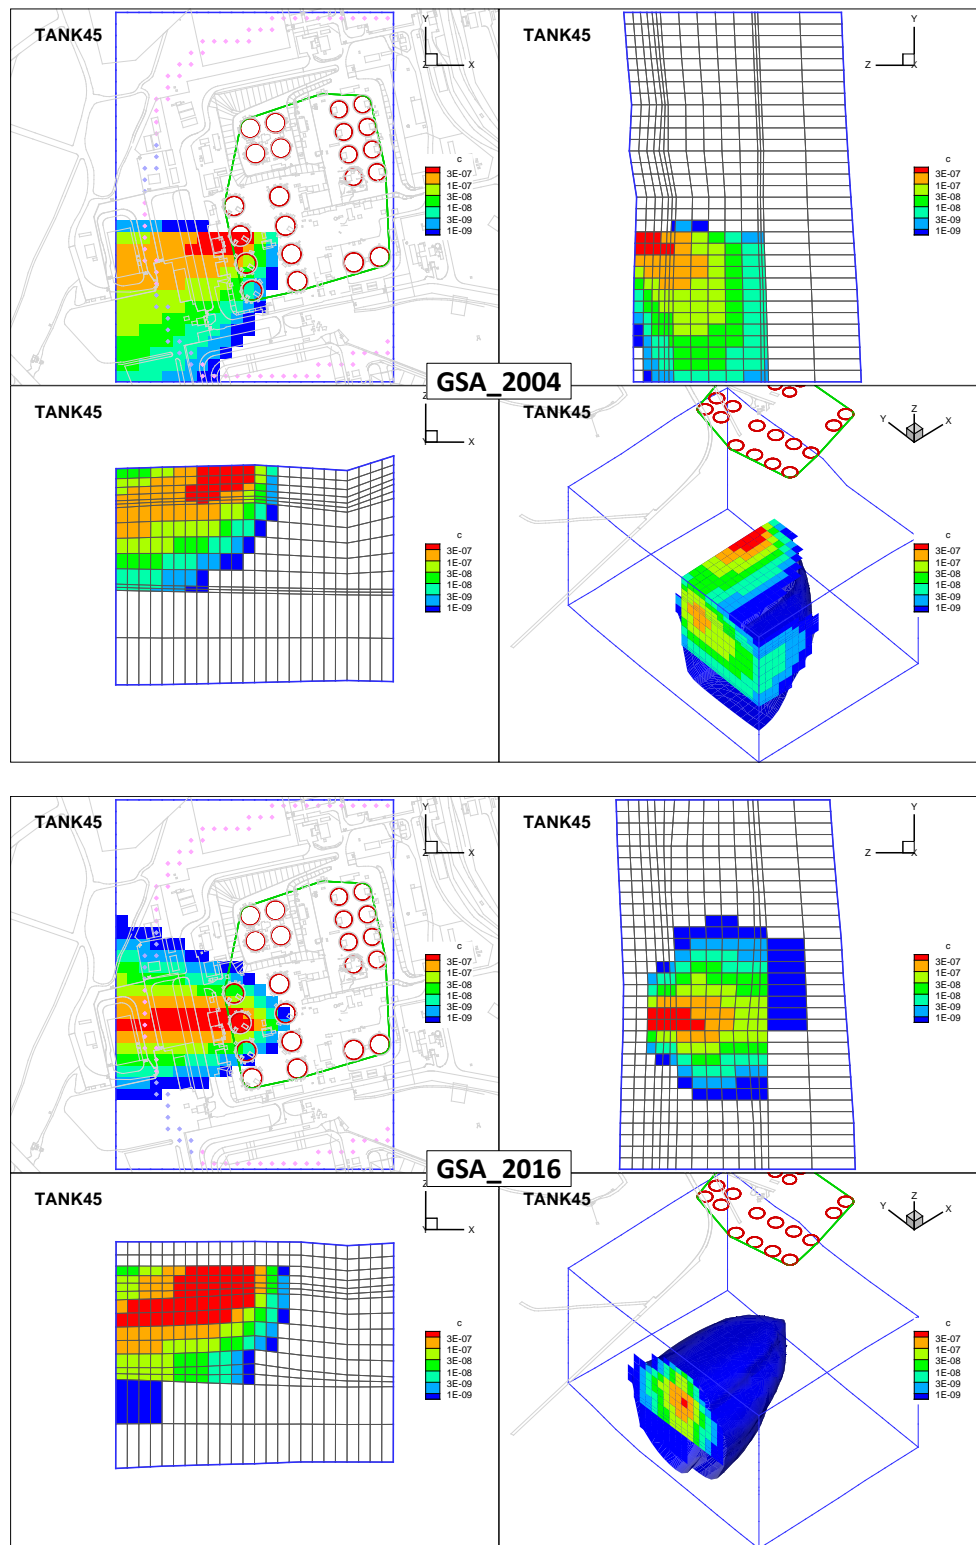 TANK45
Y
Z
X
c
3E-07
1E-07
3E-08
1E-08
3E-09
1E-09
TANK45
Y
Z
X
c
3E-07
1E-07
3E-08
1E-08
3E-09
1E-09
GSA_2004
TANK45
Z
Y
X
c
3E-07
1E-07
3E-08
1E-08
3E-09
1E-09
TANK45
Z
Y
X
c
3E-07
1E-07
3E-08
1E-08
3E-09
1E-09
TANK45
Y
Z
X
c
3E-07
1E-07
3E-08
1E-08
3E-09
1E-09
TANK45
Y
Z
X
c
3E-07
1E-07
3E-08
1E-08
3E-09
1E-09
GSA_2016
TANK45
Z
Y
X
c
3E-07
1E-07
3E-08
1E-08
3E-09
1E-09
TANK45
Z
Y
X
c
3E-07
1E-07
3E-08
1E-08
3E-09
1E-09